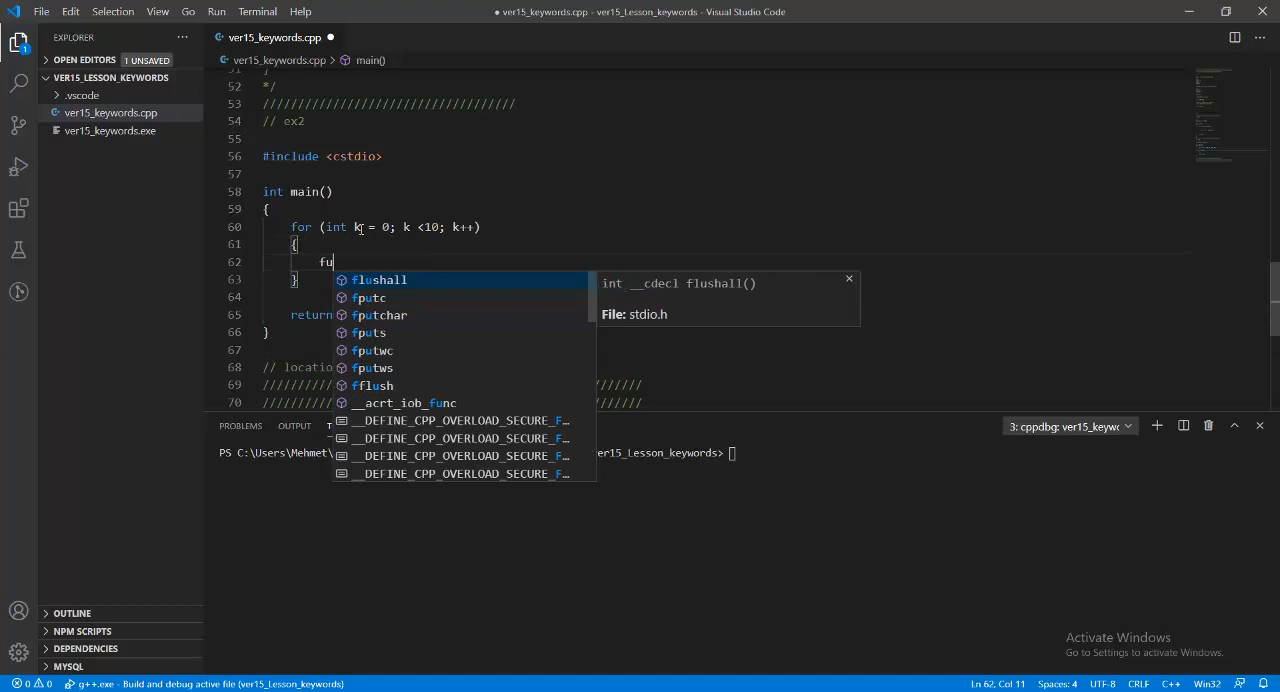 File Edit Selection View Go Run Terminal Help
● ver15_keywords.cpp - ver15_Lesson_keywords - Visual Studio Code
EXPLORER
OPEN EDITORS 1 UNSAVED
VER15_LESSON_KEYWORDS
.vscode
ver15_keywords.cpp
ver15_keywords.exe
OUTLINE
NPM SCRIPTS
DEPENDENCIES
MYSQL
1
ver15_keywords.cpp ●
ver15_keywords.cpp > main()
52 */
53 ////////////////////////////////////
54 // ex2
55
56 #include <cstdio>
57
58 int main()
59 {
60 for (int k = 0; k <10; k++)
61 {
62 fu
63 }
64
65 return
66 }
67
68 // locatio
69 //////////
70 //////////
flushall
fputc
fputchar
fputs
fputwc
fputws
fflush
__acrt_iob_func
__DEFINE_CPP_OVERLOAD_SECURE_F…
__DEFINE_CPP_OVERLOAD_SECURE_F…
__DEFINE_CPP_OVERLOAD_SECURE_F…
__DEFINE_CPP_OVERLOAD_SECURE_F…
int __cdecl flushall()
File: stdio.h
PROBLEMS OUTPUT T
3: cppdbg: ver15_keywc
PS C:\Users\Mehmet\ er15_Lesson_keywords>
Activate Windows
Go to Settings to activate Windows.
0 0 g++.exe - Build and debug active file (ver15_Lesson_keywords)
Ln 62, Col 11 Spaces: 4 UTF-8 CRLF C++ Win32